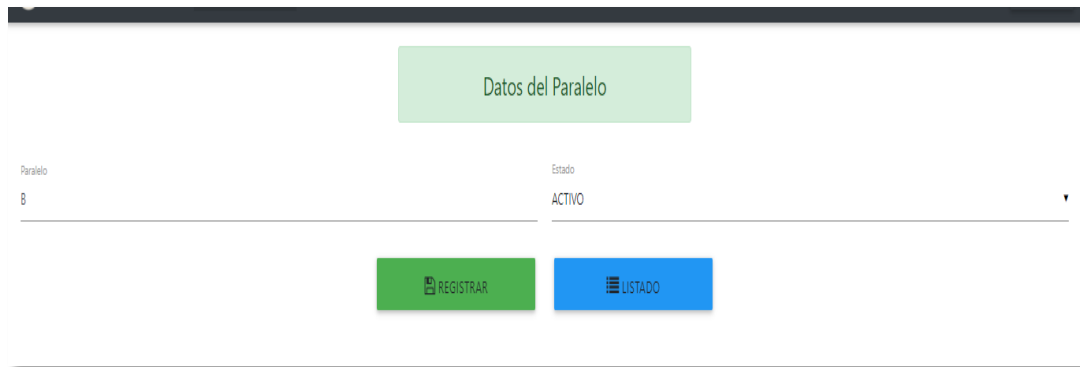 Datos del Paralelo
Paralelo
Estado
B
ACTIVO
REGISTRAR
LISTADO